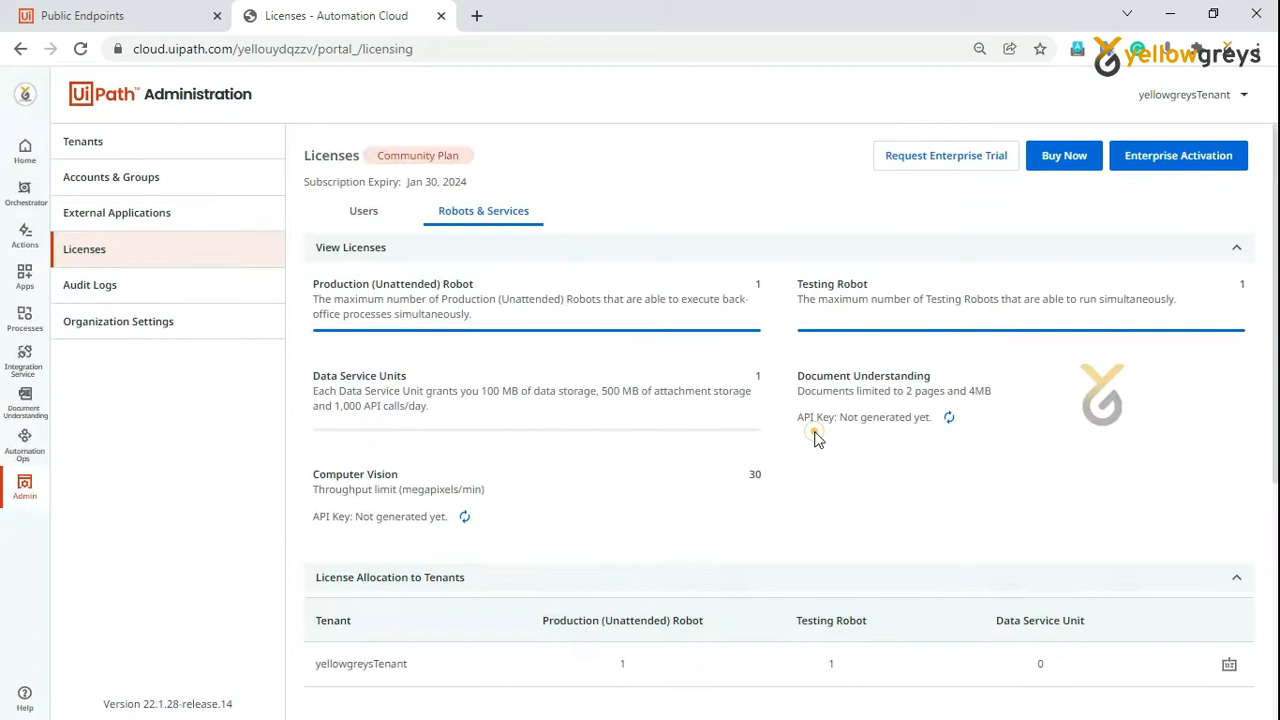 Public Endpoints
Licenses - Automation Cloud
cloud.uipath.com/yellouydqzzv/portal_/licensing
yellowgreys
UiPath™ Administration
yellowgreysTenant
Home
Orchestrator
Actions
Apps
Processes
Integration
Service
Document
Understanding
Automation
Ops
Admin
Help
Tenants
Accounts & Groups
External Applications
Licenses
Audit Logs
Organization Settings
Version 22.1.28-release.14
Licenses Community Plan
Request Enterprise Trial Buy Now Enterprise Activation
Subscription Expiry: Jan 30, 2024
Users Robots & Services
View Licenses
Production (Unattended) Robot 1
The maximum number of Production (Unattended) Robots that are able to execute back-
office processes simultaneously.
Testing Robot 1
The maximum number of Testing Robots that are able to run simultaneously.
Data Service Units 1
Each Data Service Unit grants you 100 MB of data storage, 500 MB of attachment storage
and 1,000 API calls/day.
Document Understanding
Documents limited to 2 pages and 4MB
API Key: Not generated yet.
Computer Vision 30
Throughput limit (megapixels/min)
API Key: Not generated yet.
License Allocation to Tenants
Tenant Production (Unattended) Robot Testing Robot Data Service Unit
yellowgreysTenant 1 1 0